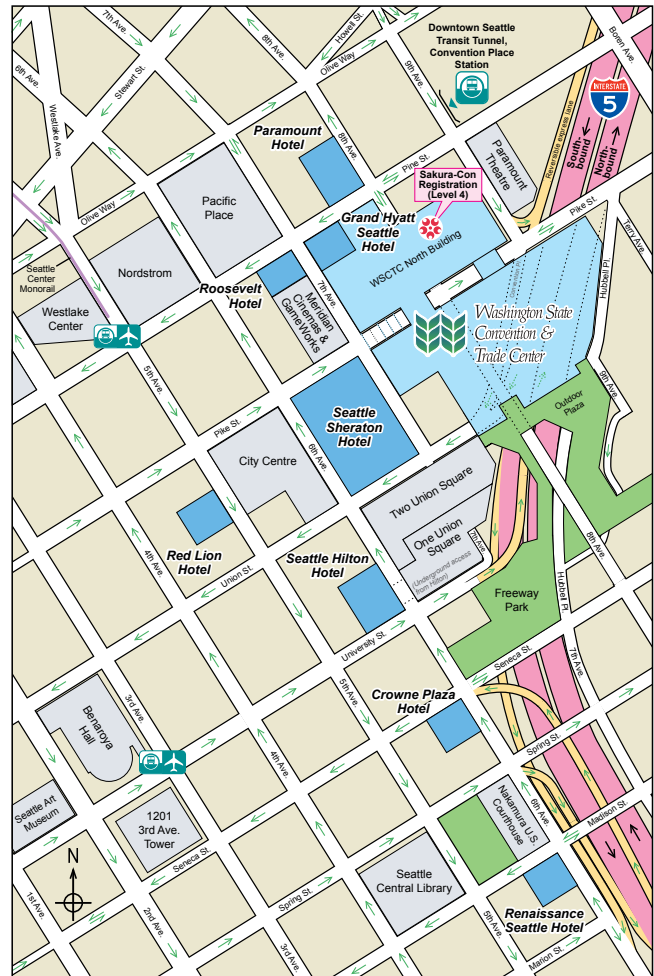 7th Ave.
8th Ave.
Howell St.
Olive Way
9th Ave.
Downtown Seattle
Transit Tunnel,
Convention Place
Station
Boren Ave.
6th Ave.
Stewart St.
Westlake Ave.
INTERSTATE
5
South-
bound
North-
bound
Reversible express lane
Paramount
Hotel
8th Ave.
Pine St.
Paramount
Theatre
Sakura-Con
Registration
(Level 4)
Pike St.
Terry Ave.
Olive Way
Pacific
Place
Grand Hyatt
Seattle
Hotel
WSCTC North Building
Hubbell Pl.
Seattle
Center
Monorail
Nordstrom
Roosevelt
Hotel
7th Ave.
Meridian
Cinemas &
GameWorks
Westlake
Center
Washington State
Convention &
Trade Center
5th Ave.
9th Ave.
Outdoor
Plaza
Pike St.
Seattle
Sheraton
Hotel
6th Ave.
City Centre
Two Union Square
One Union
Square
7th Ave.
(Underground access
from Hilton)
4th Ave.
Red Lion
Hotel
Union St.
Seattle Hilton
Hotel
8th Ave.
Hubbell Pl.
Freeway
Park
University St.
Seneca St.
7th Ave.
5th Ave.
Crowne Plaza
Hotel
3rd Ave.
Benaroya
Hall
4th Ave.
Spring St.
Seattle Art
Museum
1201
3rd Ave.
Tower
Nakamura U.S.
Courthouse
6th Ave.
Madison St.
N
Seneca St.
Seattle
Central Library
Spring St.
1st Ave.
2nd Ave.
3rd Ave.
5th Ave.
Renaissance
Seattle Hotel
Marion St.